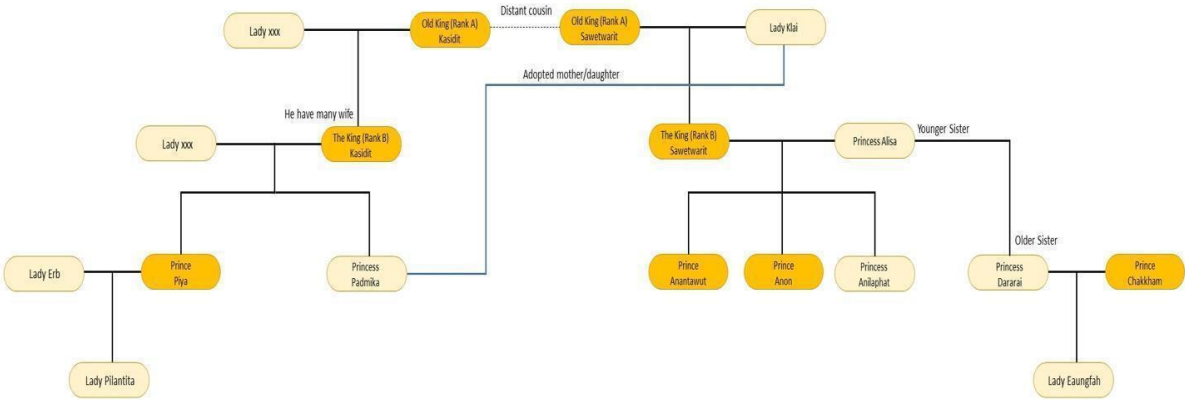 Distant cousin
Lady xxx
Old King (Rank A)
Kasidit
Old King (Rank A)
Sawetwarit
Lady Klai
Adopted mother/daughter
He have many wife
Lady xxx
The King (Rank B)
Kasidit
The King (Rank B)
Sawetwarit
Princess Alisa
Younger Sister
Older Sister
Lady Erb
Prince
Piya
Princess
Padmika
Prince
Anantawut
Prince
Anon
Princess
Anilaphat
Princess
Dararai
Prince
Chakkham
Lady Pilantita
Lady Eaungfah